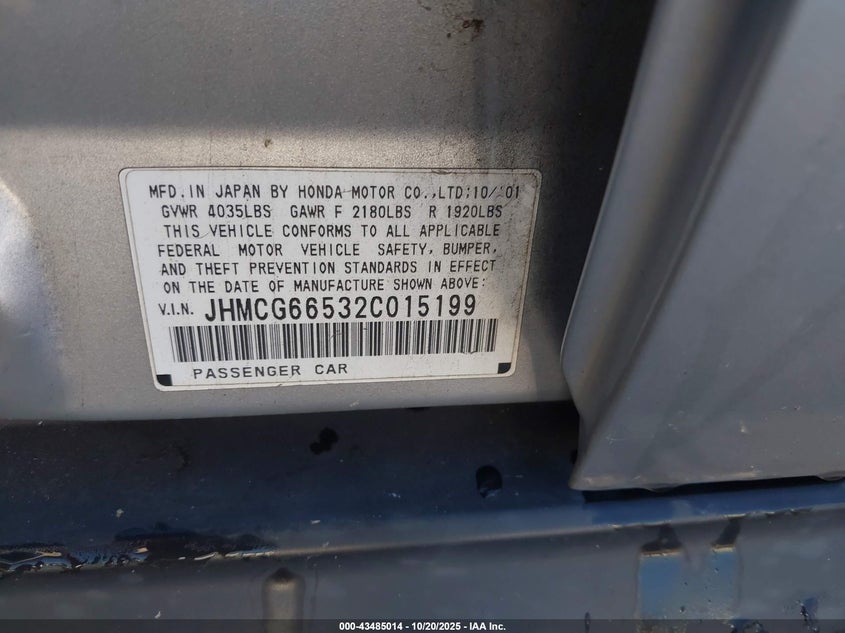 MFD. IN JAPAN BY HONDA MOTOR CO., LTD: 10/'01
GVWR 4035LBS GAWR F 2180LBS R 1920LBS
THIS VEHICLE CONFORMS TO ALL APPLICABLE
FEDERAL MOTOR VEHICLE SAFETY, BUMPER,
AND THEFT PREVENTION STANDARDS IN EFFECT
ON THE DATE OF MANUFACTURE SHOWN ABOVE:
V.I.N. JHMCG66532C015199
PASSENGER CAR
000-43485014 - 10/20/2025 - IAA Inc.